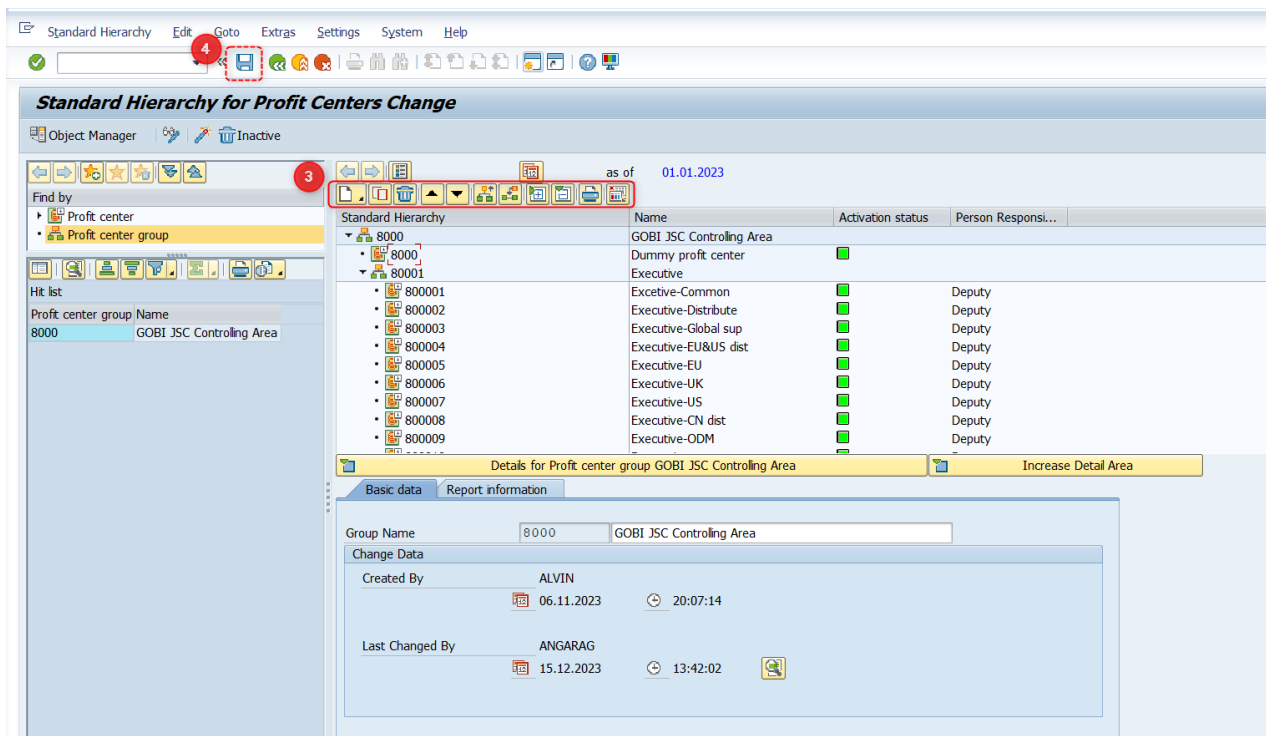 Standard Hierarchy Edit Goto Extras Settings System Help
4
Standard Hierarchy for Profit Centers Change
Object Manager Inactive
3
as of 01.01.2023
Find by
Profit center
Profit center group
Hit list
Profit center group Name
8000 GOBI JSC Controling Area
Standard Hierarchy Name Activation status Person Responsi...
8000 GOBI JSC Controling Area
8000 Dummy profit center
80001 Executive
800001 Excetive-Common Deputy
800002 Executive-Distribute Deputy
800003 Executive-Global sup Deputy
800004 Executive-EU&US dist Deputy
800005 Executive-EU Deputy
800006 Executive-UK Deputy
800007 Executive-US Deputy
800008 Executive-CN dist Deputy
800009 Executive-ODM Deputy
Details for Profit center group GOBI JSC Controling Area Increase Detail Area
Basic data Report information
Group Name 8000 GOBI JSC Controling Area
Change Data
Created By ALVIN
06.11.2023 20:07:14
Last Changed By ANGARAG
15.12.2023 13:42:02